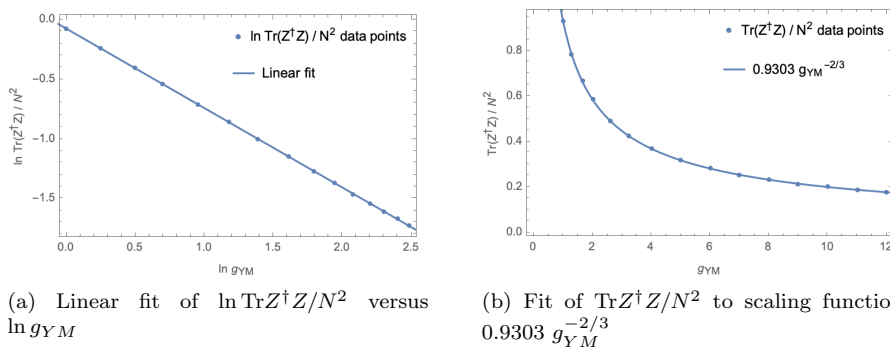 0.0
-0.5
-1.0
-1.5
ln Tr(Z†Z) / N²
ln Tr(Z†Z) / N² data points
Linear fit
0.0 0.5 1.0 1.5 2.0 2.5
ln gYM
(a) Linear fit of ln TrZ†Z/N² versus
ln gYM
0.8
0.6
0.4
0.2
0.0
Tr(Z†Z) / N²
Tr(Z†Z) / N² data points
0.9303 gYM^-2/3
0 2 4 6 8 10 12
gYM
(b) Fit of TrZ†Z/N² to scaling functio
0.9303 gYM^-2/3